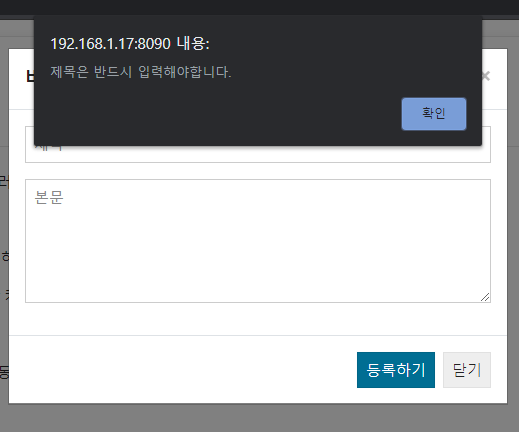 192.168.1.17:8090 내용:
제목은 반드시 입력해야합니다.
확인
×
본문
등록하기
닫기